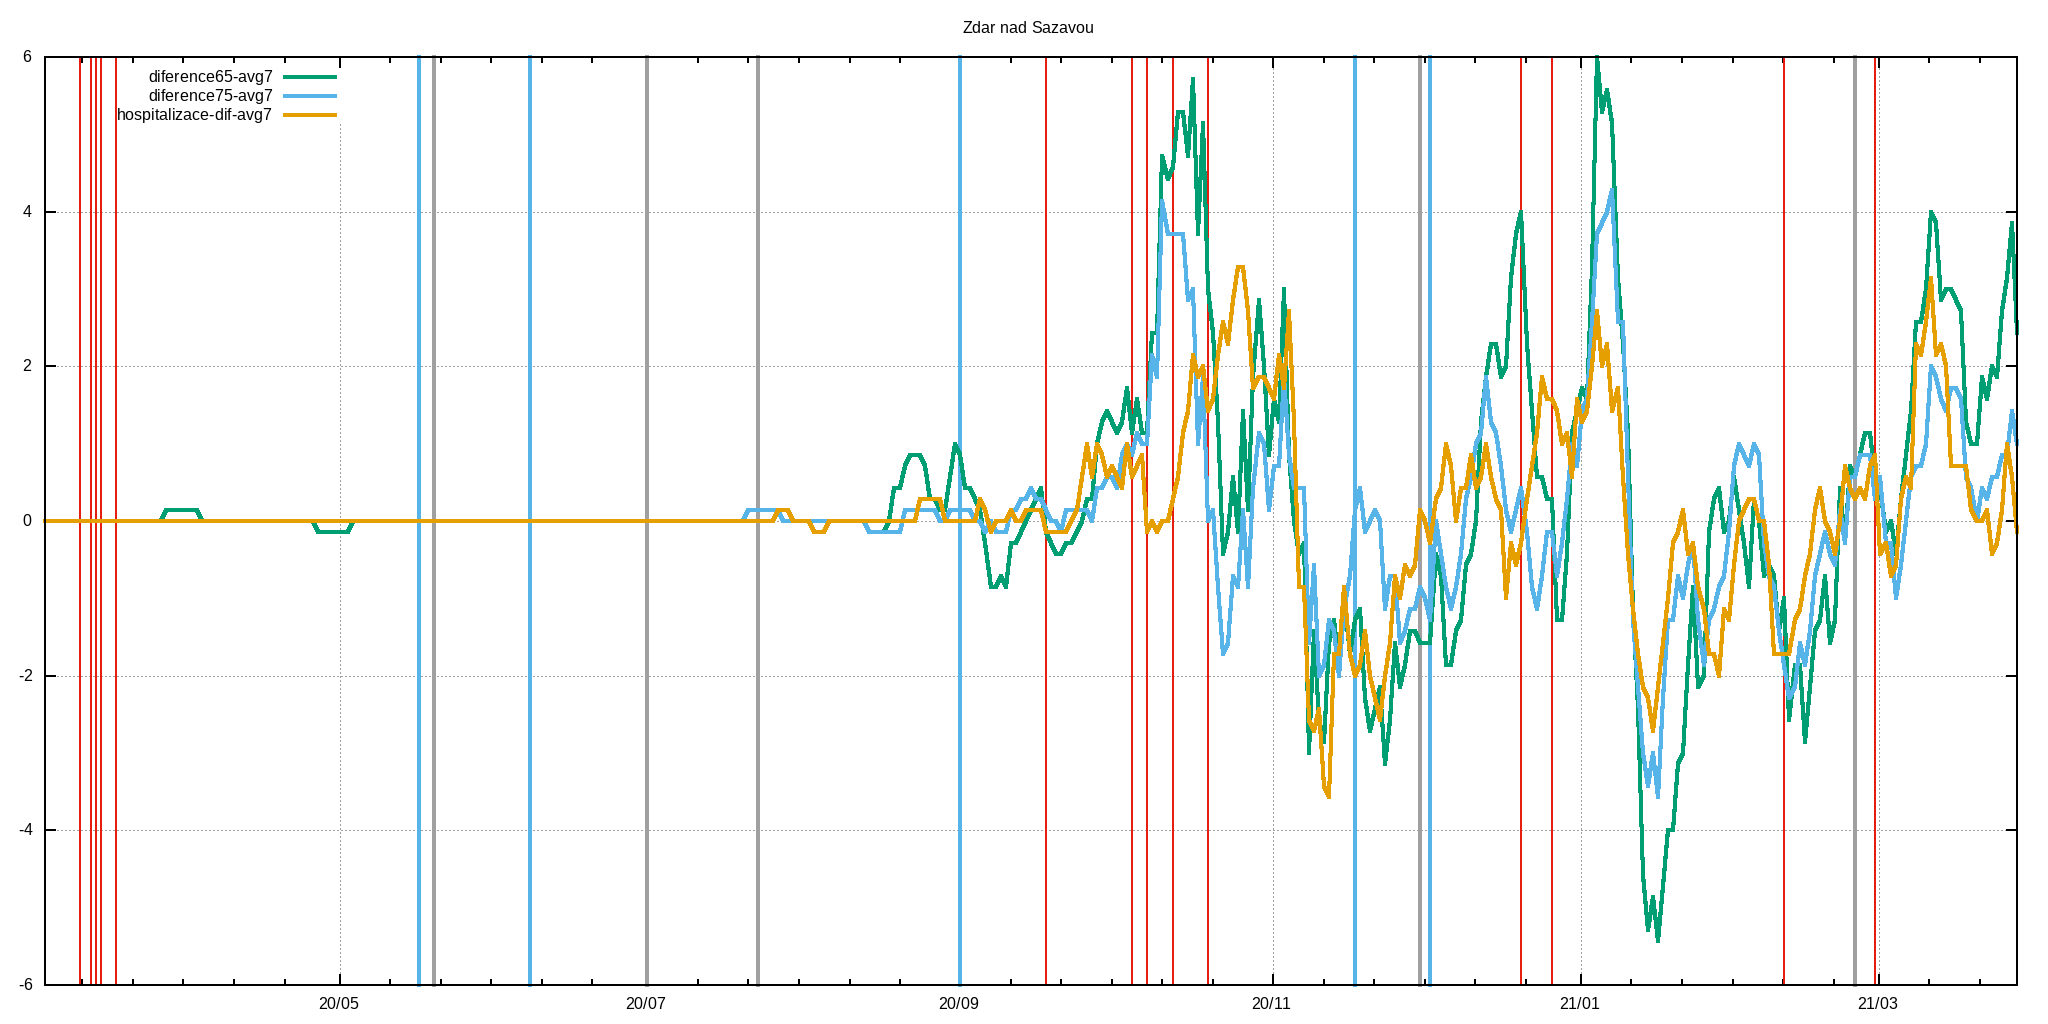 Zdar nad Sazavou
6
diference65-avg7
diference75-avg7
hospitalizace-dif-avg7
4
2
0
-2
-4
-6
20/05 20/07 20/09 20/11 21/01 21/03